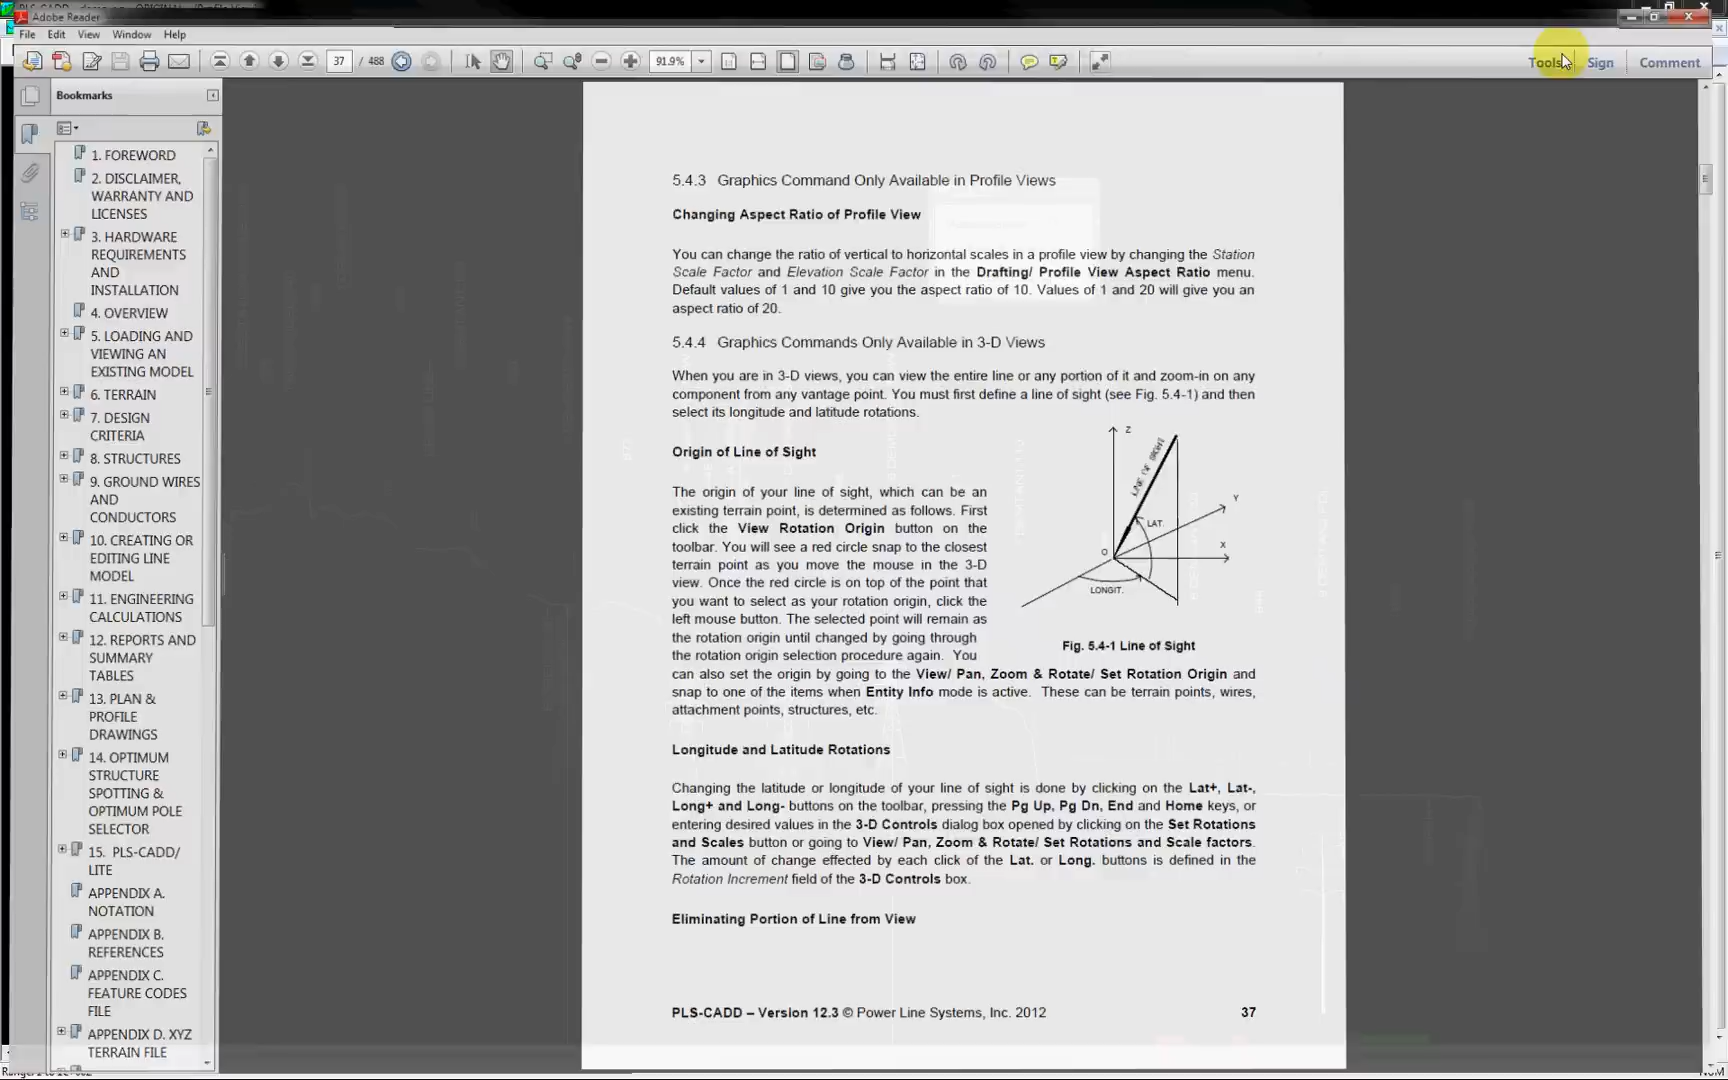 Adobe Reader
File Edit View Window Help
37 / 488 91.9% Tools Sign Comment
Bookmarks
1. FOREWORD
2. DISCLAIMER,
WARRANTY AND
LICENSES
3. HARDWARE
REQUIREMENTS
AND
INSTALLATION
4. OVERVIEW
5. LOADING AND
VIEWING AN
EXISTING MODEL
6. TERRAIN
7. DESIGN
CRITERIA
8. STRUCTURES
9. GROUND WIRES
AND
CONDUCTORS
10. CREATING OR
EDITING LINE
MODEL
11. ENGINEERING
CALCULATIONS
12. REPORTS AND
SUMMARY
TABLES
13. PLAN &
PROFILE
DRAWINGS
14. OPTIMUM
STRUCTURE
SPOTTING &
OPTIMUM POLE
SELECTOR
15. PLS-CADD/
LITE
APPENDIX A.
NOTATION
APPENDIX B.
REFERENCES
APPENDIX C.
FEATURE CODES
FILE
APPENDIX D. XYZ
TERRAIN FILE
5.4.3 Graphics Command Only Available in Profile Views
Changing Aspect Ratio of Profile View
You can change the ratio of vertical to horizontal scales in a profile view by changing the Station
Scale Factor and Elevation Scale Factor in the Drafting/ Profile View Aspect Ratio menu.
Default values of 1 and 10 give you the aspect ratio of 10. Values of 1 and 20 will give you an
aspect ratio of 20.
5.4.4 Graphics Commands Only Available in 3-D Views
When you are in 3-D views, you can view the entire line or any portion of it and zoom-in on any
component from any vantage point. You must first define a line of sight (see Fig. 5.4-1) and then
select its longitude and latitude rotations.
Origin of Line of Sight
The origin of your line of sight, which can be an
existing terrain point, is determined as follows. First
click the View Rotation Origin button on the
toolbar. You will see a red circle snap to the closest
terrain point as you move the mouse in the 3-D
view. Once the red circle is on top of the point that
you want to select as your rotation origin, click the
left mouse button. The selected point will remain as
the rotation origin until changed by going through
the rotation origin selection procedure again. You
can also set the origin by going to the View/ Pan, Zoom & Rotate/ Set Rotation Origin and
snap to one of the items when Entity Info mode is active. These can be terrain points, wires,
attachment points, structures, etc.
Z
LINE OF SIGHT
Y
LAT.
X
O
LONGIT.
Fig. 5.4-1 Line of Sight
Longitude and Latitude Rotations
Changing the latitude or longitude of your line of sight is done by clicking on the Lat+, Lat-,
Long+ and Long- buttons on the toolbar, pressing the Pg Up, Pg Dn, End and Home keys, or
entering desired values in the 3-D Controls dialog box opened by clicking on the Set Rotations
and Scales button or going to View/ Pan, Zoom & Rotate/ Set Rotations and Scale factors.
The amount of change effected by each click of the Lat. or Long. buttons is defined in the
Rotation Increment field of the 3-D Controls box.
Eliminating Portion of Line from View
PLS-CADD – Version 12.3 © Power Line Systems, Inc. 2012 37